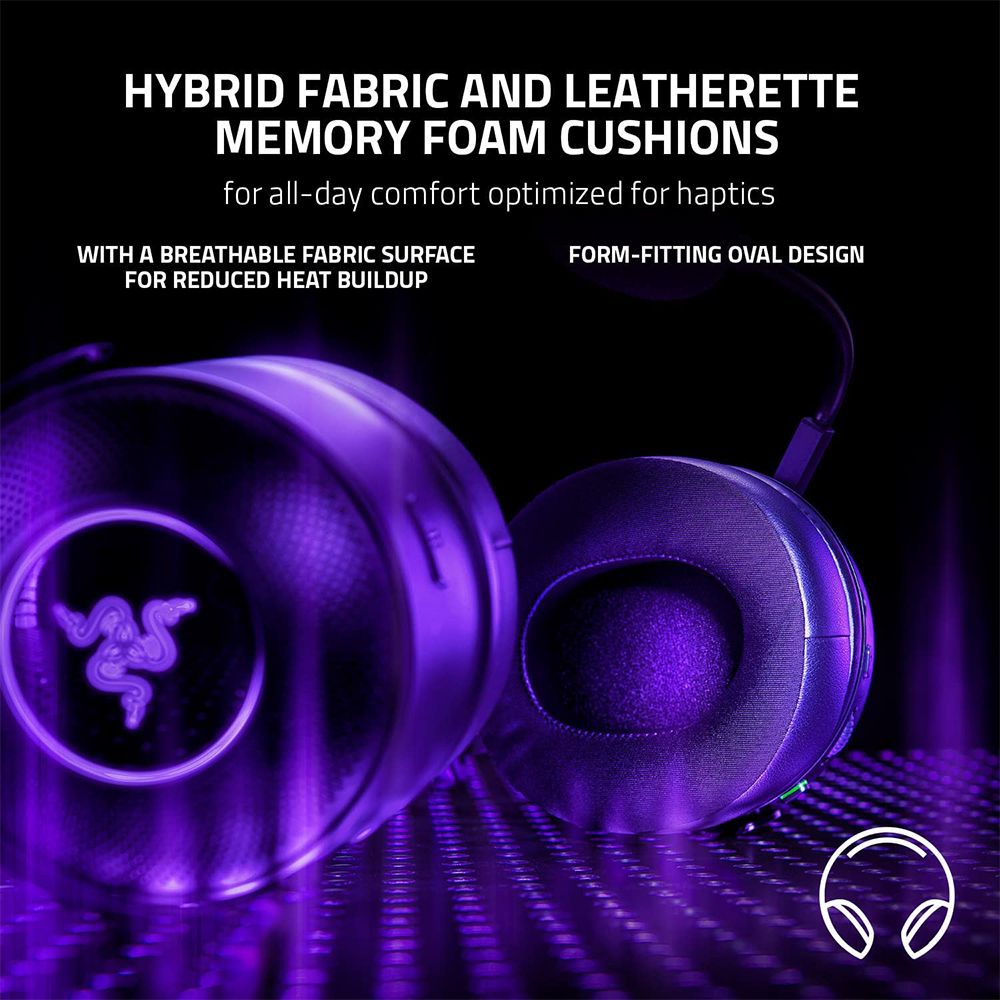 HYBRID FABRIC AND LEATHERETTE
MEMORY FOAM CUSHIONS
for all-day comfort optimized for haptics
WITH A BREATHABLE FABRIC SURFACE
FOR REDUCED HEAT BUILDUP
FORM-FITTING OVAL DESIGN